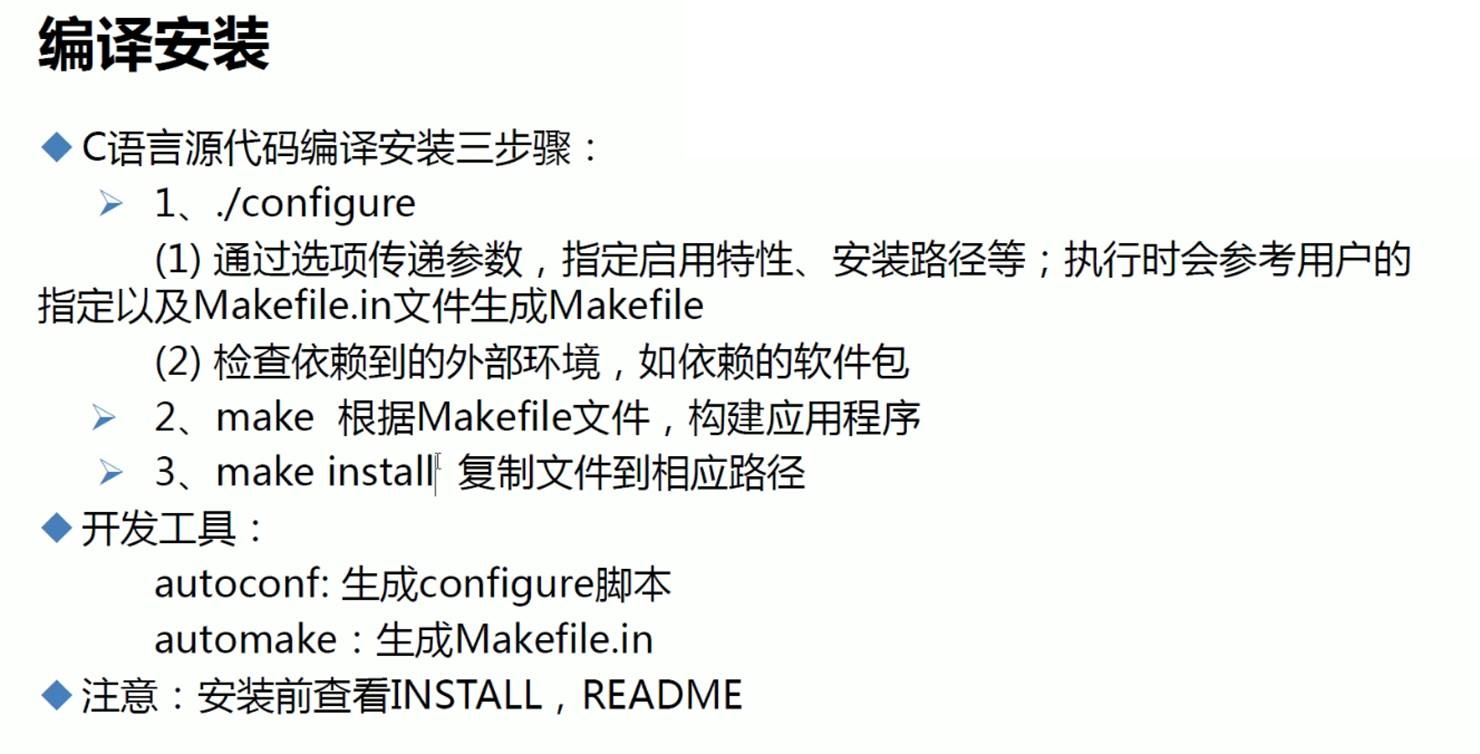 编译安装
C语言源代码编译安装三步骤：
1、./configure
(1) 通过选项传递参数，指定启用特性、安装路径等；执行时会参考用户的
指定以及Makefile.in文件生成Makefile
(2) 检查依赖到的外部环境，如依赖的软件包
2、make 根据Makefile文件，构建应用程序
3、make install 复制文件到相应路径
开发工具：
autoconf: 生成configure脚本
automake：生成Makefile.in
注意：安装前查看INSTALL，README